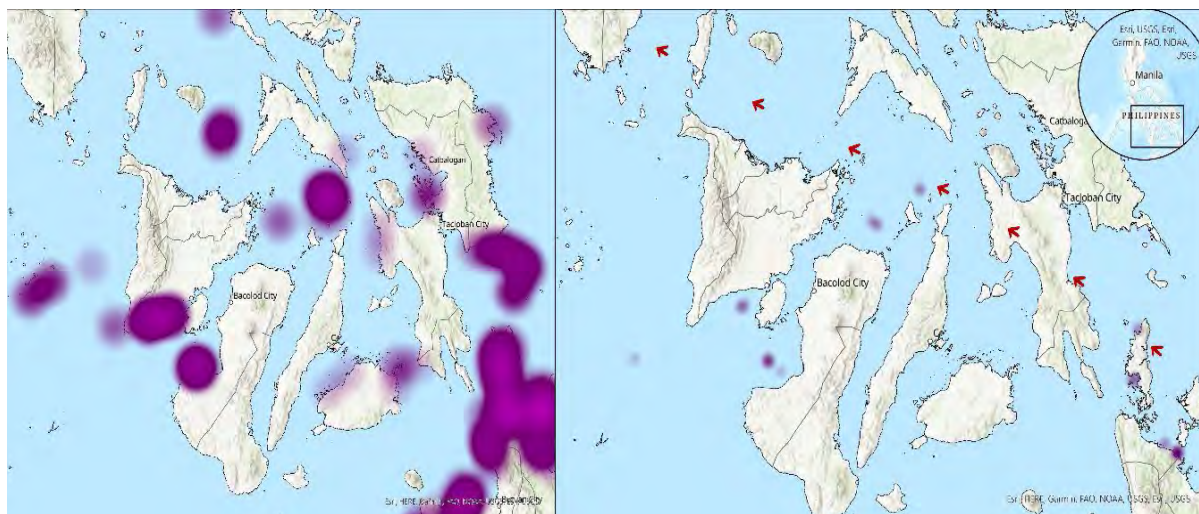 Catbalogan
Tacloban City
Bacolod City
Esri, USGS, Esri,
Garmin, FAO, NOAA,
USGS
Manila
PHILIPPINES
Catbalogan
Tacloban City
Bacolod City
Esri, HERE, Garmin, FAO, NOAA, USGS, Esri, USGS